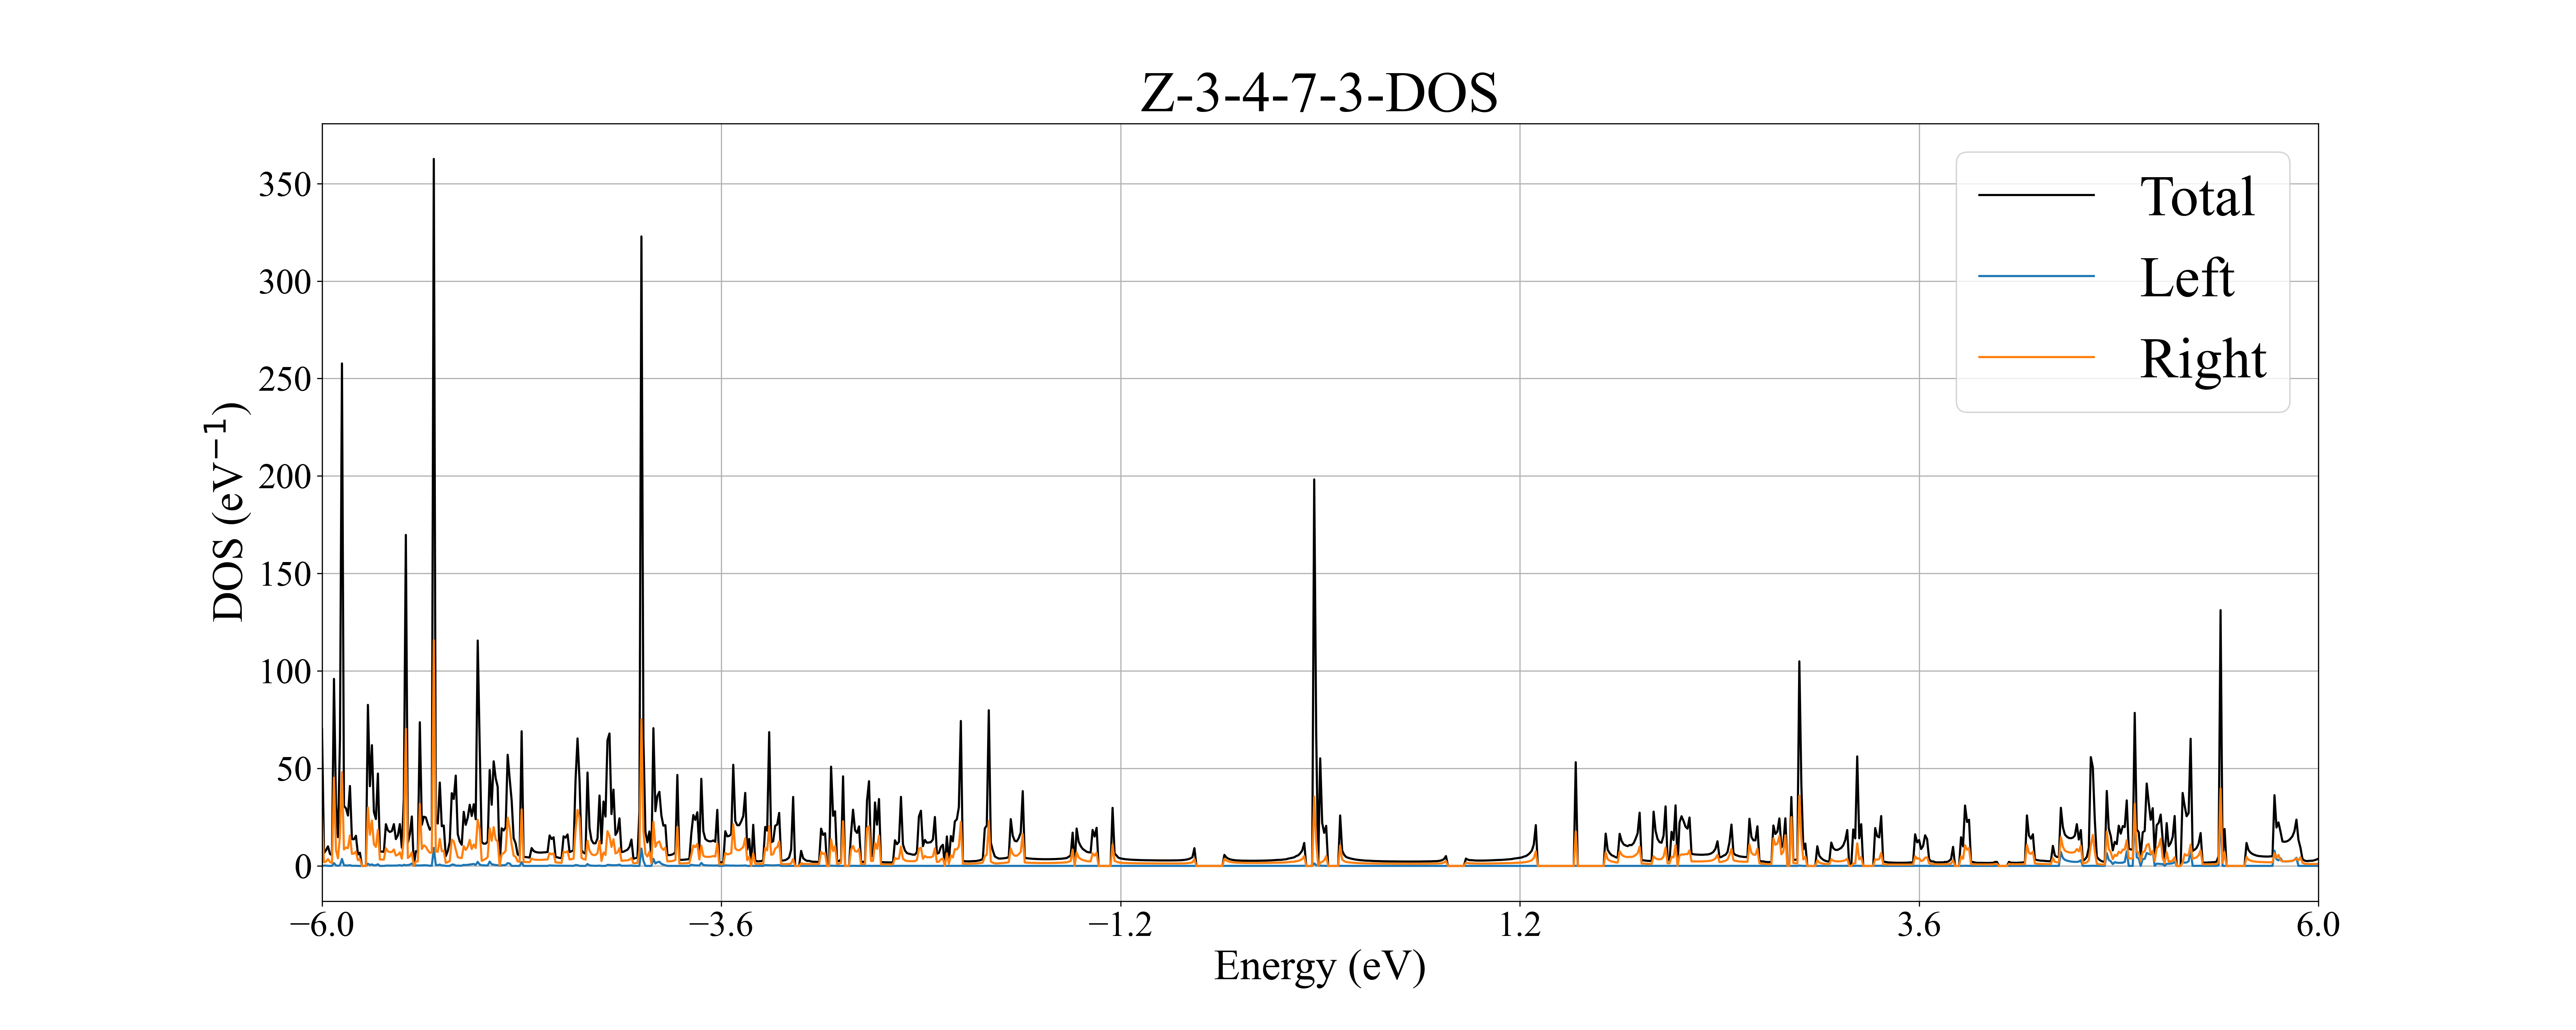 Z-3-4-7-3-DOS
Total
Left
Right
DOS (eV⁻¹)
350
300
250
200
150
100
50
0
−6.0 −3.6 −1.2 1.2 3.6 6.0
Energy (eV)